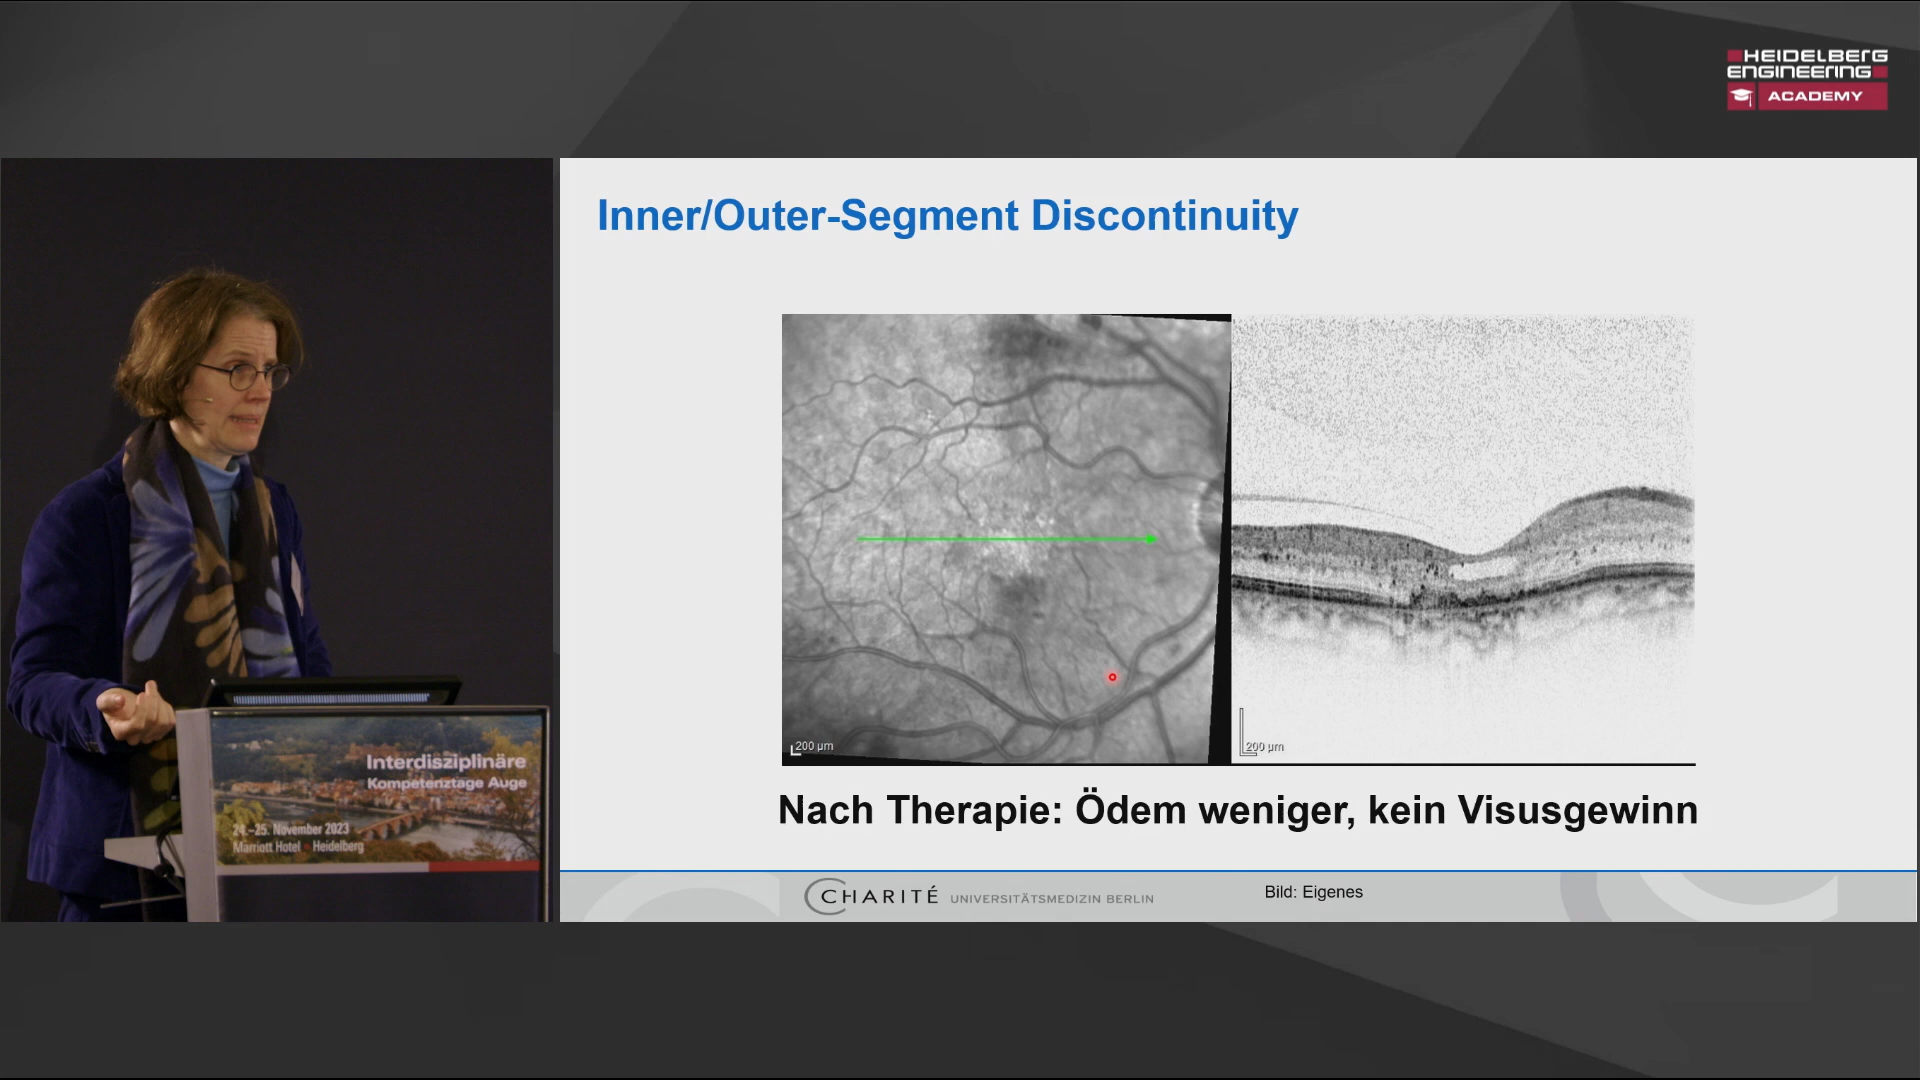 HEIDELBERG
ENGINEERING
ACADEMY
Inner/Outer-Segment Discontinuity
200 µm
200 µm
Nach Therapie: Ödem weniger, kein Visusgewinn
CHARITÉ UNIVERSITÄTSMEDIZIN BERLIN
Bild: Eigenes
Interdisziplinäre
Kompetenztage Auge
24.–25. November 2023
Marriott Hotel • Heidelberg